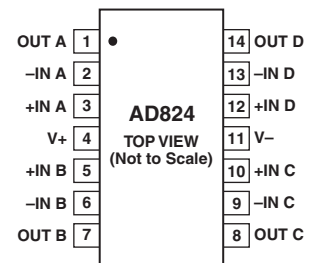 OUT A 1 14 OUT D
–IN A 2 13 –IN D
+IN A 3 12 +IN D
AD824
V+ 4 TOP VIEW 11 V–
(Not to Scale)
+IN B 5 10 +IN C
–IN B 6 9 –IN C
OUT B 7 8 OUT C